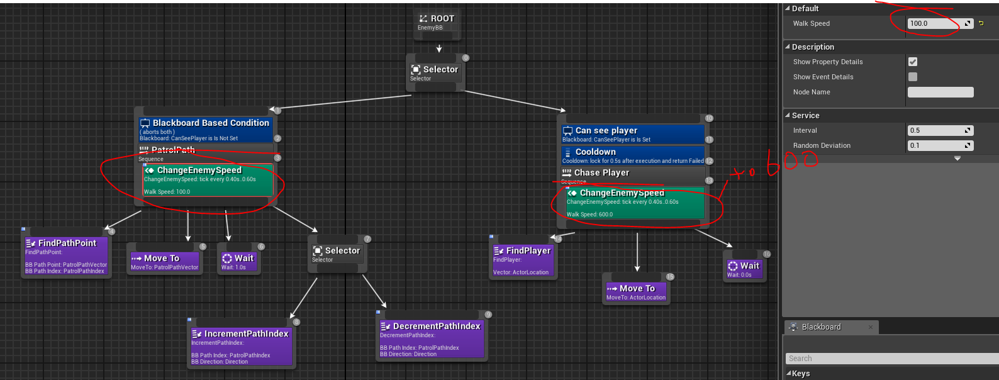 ROOT
EnemyBB
0
Selector
Selector
1
Blackboard Based Condition
( aborts both )
Blackboard: CanSeePlayer is Is Not Set
2
PatrolPath
Sequence
3
ChangeEnemySpeed
ChangeEnemySpeed: tick every 0.40s..0.60s
Walk Speed: 100.0
10
Can see player
Blackboard: CanSeePlayer is Is Set
11
Cooldown
Cooldown: lock for 0.5s after execution and return Failed
12
Chase Player
Sequence
13
ChangeEnemySpeed
ChangeEnemySpeed: tick every 0.40s..0.60s
Walk Speed: 600.0
to 600
4
FindPathPoint
FindPathPoint:
BB Path Point: PatrolPathVector
BB Path Index: PatrolPathIndex
5
Move To
MoveTo: PatrolPathVector
6
Wait
Wait: 1.0s
7
Selector
Selector
14
FindPlayer
FindPlayer:
Vector: ActorLocation
15
Move To
MoveTo: ActorLocation
16
Wait
Wait: 0.0s
8
IncrementPathIndex
IncrementPathIndex:
BB Path Index: PatrolPathIndex
BB Direction: Direction
9
DecrementPathIndex
DecrementPathIndex:
BB Path Index: PatrolPathIndex
BB Direction: Direction
Default
Walk Speed 100.0
Description
Show Property Details
Show Event Details
Node Name
Service
Interval 0.5
Random Deviation 0.1
Blackboard
Search
Keys